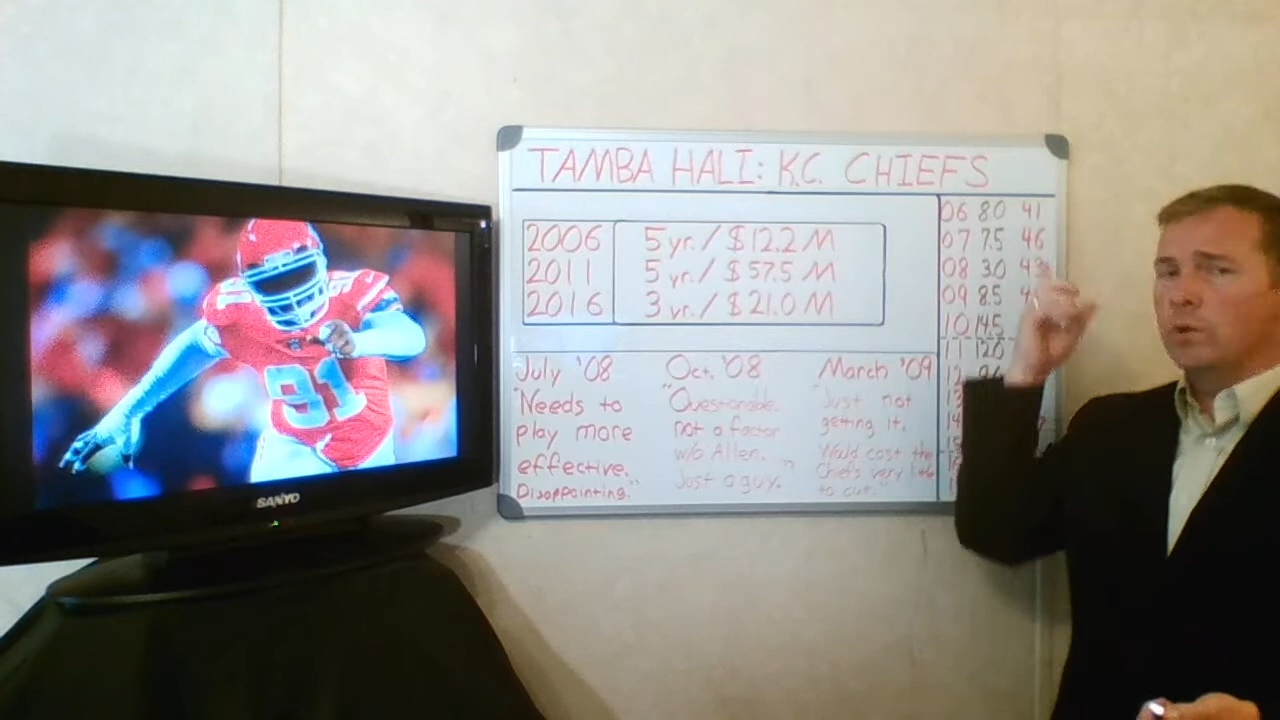 TAMBA HALI: K.C. CHIEFS
2006 5 yr. / $12.2 M
2011 5 yr. / $57.5 M
2016 3 yr. / $21.0 M
06 8.0 41
07 7.5 46
08 3.0
09 8.5
10 14.5
11 12.0
12
14
July '08
"Needs to
play more
effective.
Disappointing."
Oct. '08
"Questionable.
not a factor
w/o Allen.
Just a guy."
March '09
"Just not
getting it.
Would cost the
Chiefs very little
to cut."
91
91
SANYO